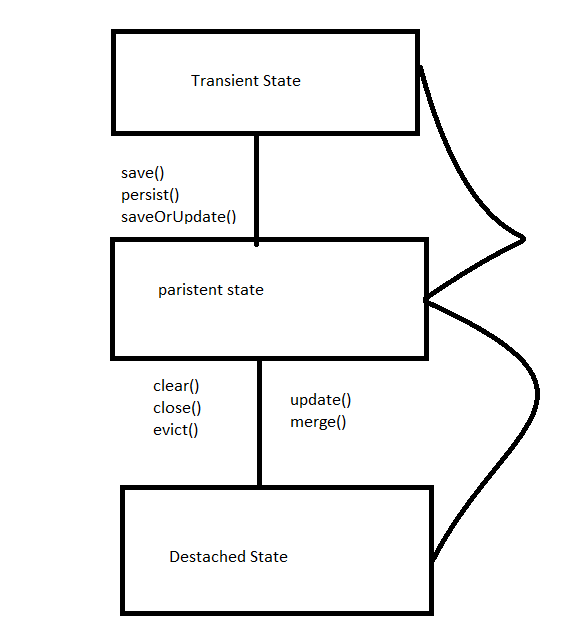 Transient State
save()
persist()
saveOrUpdate()
paristent state
clear()
close()
evict()
update()
merge()
Destached State